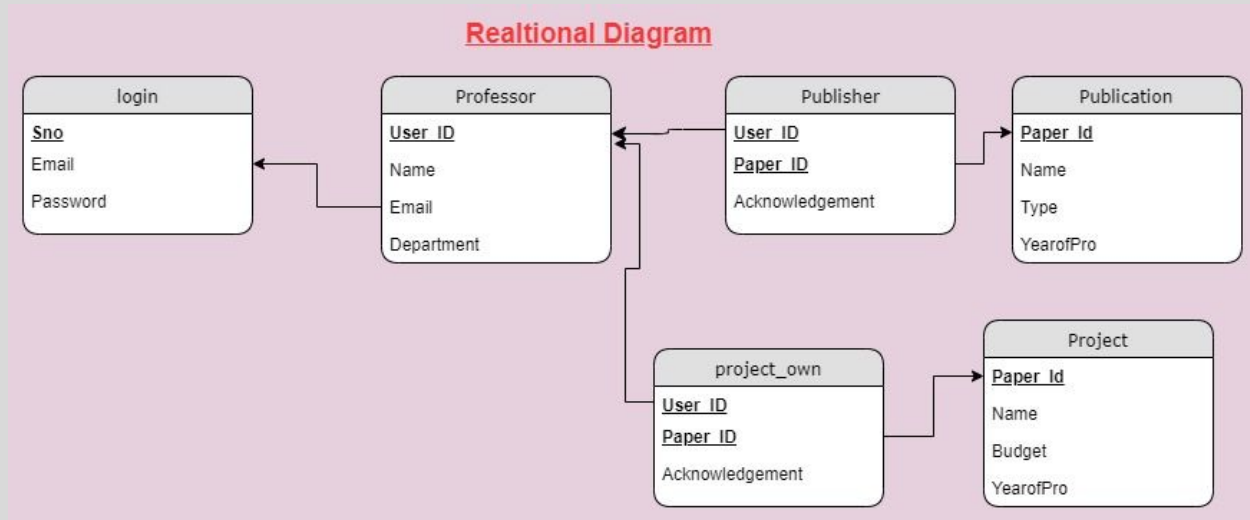 Realtional Diagram
login
Sno
Email
Password
Professor
User_ID
Name
Email
Department
Publisher
User_ID
Paper_ID
Acknowledgement
Publication
Paper_Id
Name
Type
YearofPro
project_own
User_ID
Paper_ID
Acknowledgement
Project
Paper_Id
Name
Budget
YearofPro